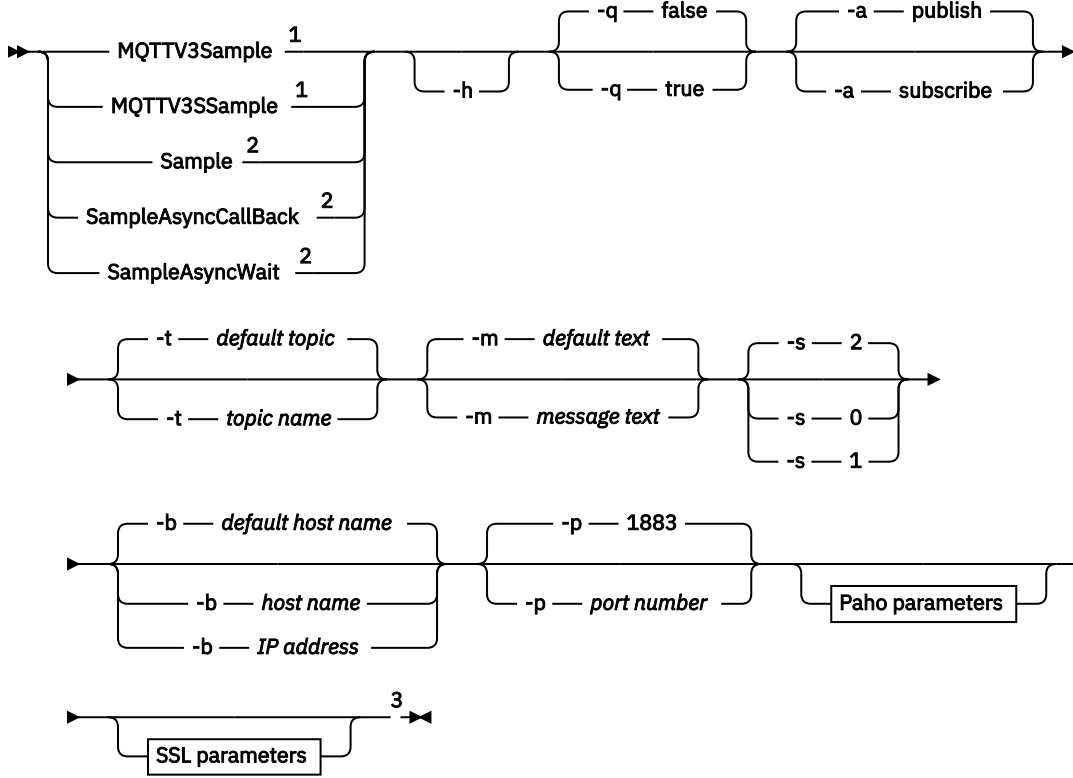 -q false -a publish
MQTTV3Sample 1
-h -q true -a subscribe
MQTTV3SSample 1
Sample 2
SampleAsyncCallBack 2
SampleAsyncWait 2
-t default topic -m default text -s 2
-t topic name -m message text -s 0
-s 1
-b default host name -p 1883
-b host name -p port number Paho parameters
-b IP address
3
SSL parameters